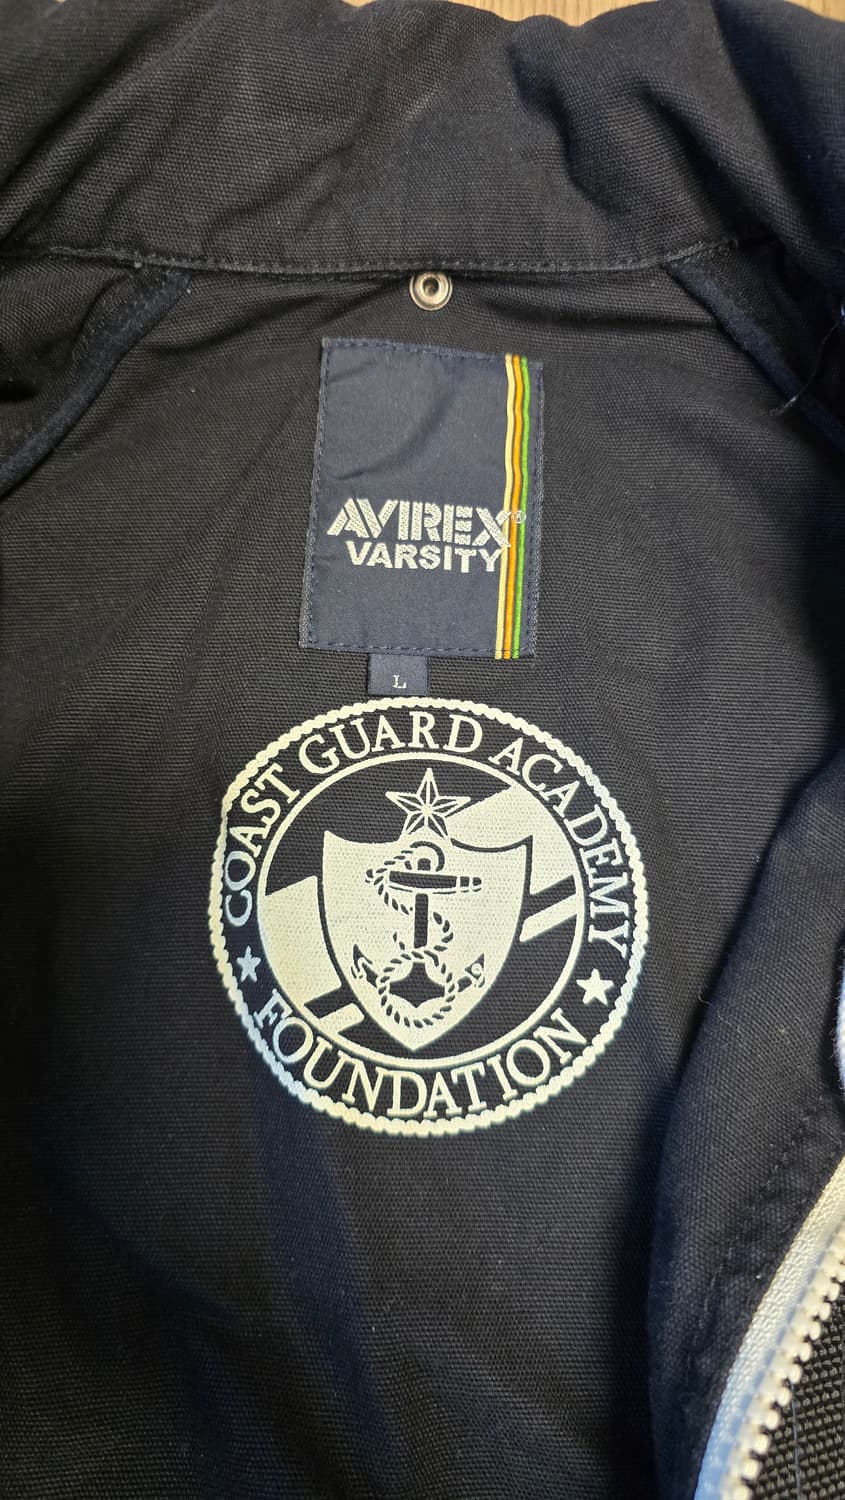 AVIREX®
VARSITY
L
COAST GUARD ACADEMY
FOUNDATION